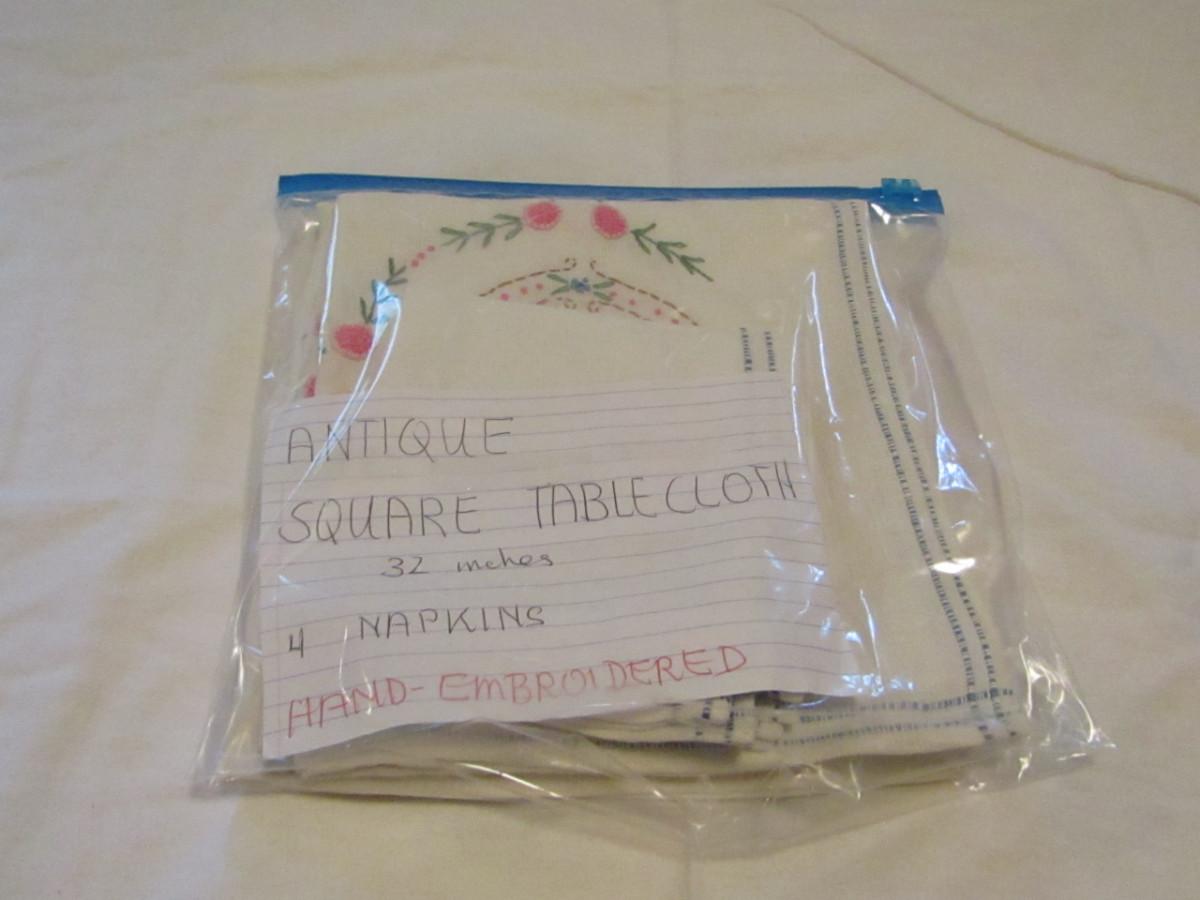 ANTIQUE
SQUARE TABLECLOTH
32 inches
4 NAPKINS
HAND-EMBROIDERED